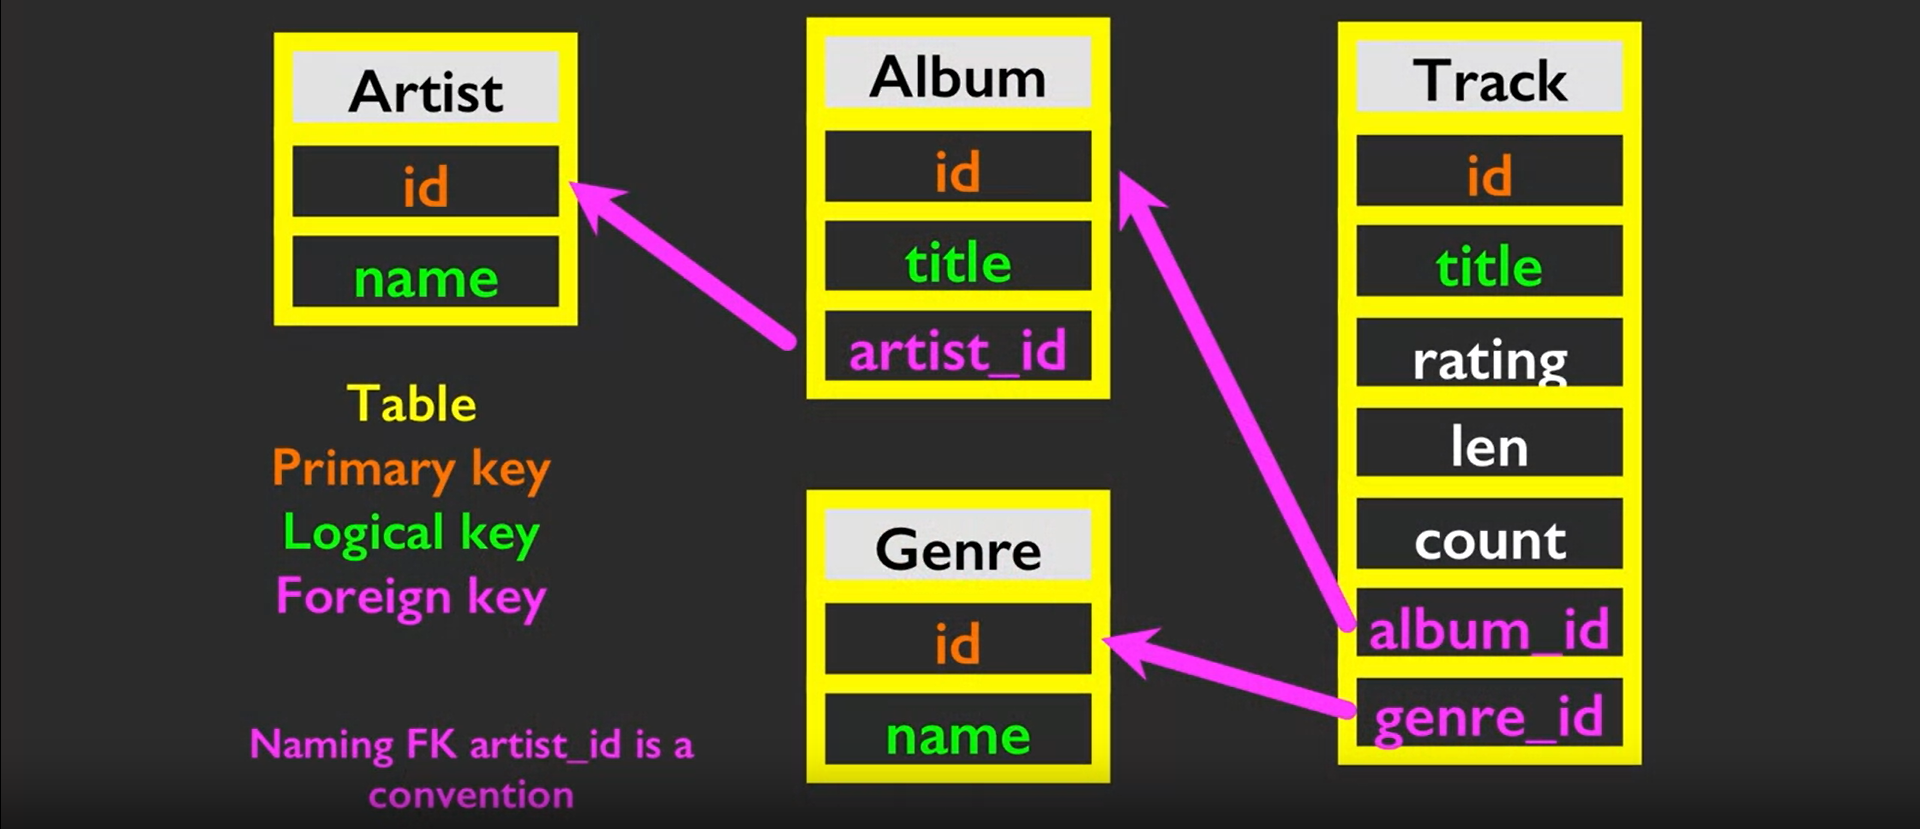 Artist
id
name
Table
Primary key
Logical key
Foreign key
Naming FK artist_id is a
convention
Album
id
title
artist_id
Genre
id
name
Track
id
title
rating
len
count
album_id
genre_id